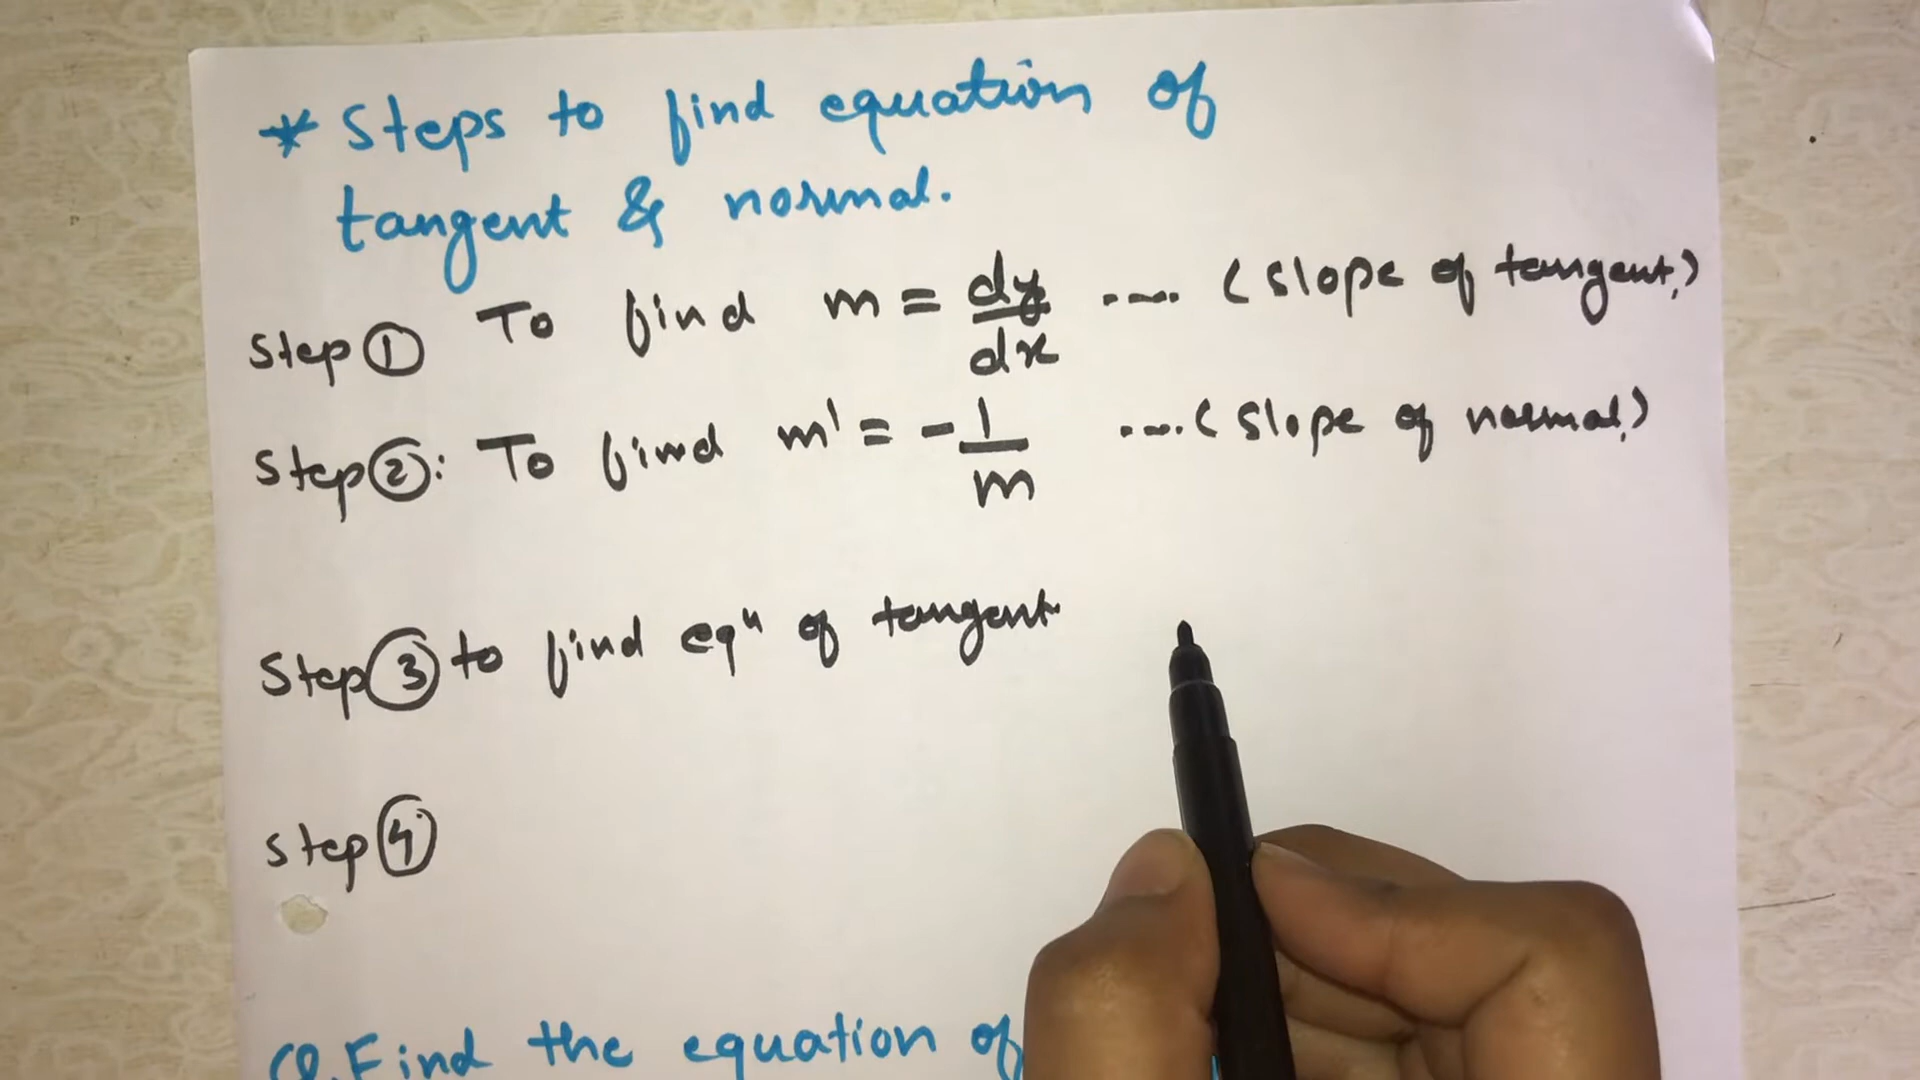 * Steps to find equation of
tangent & normal.
Step ① To find m = dy/dx ---- (slope of tangent.)
Step ②: To find m' = -1/m ---- (slope of normal.)
Step ③ to find eqⁿ of tangent
Step ④
Q. Find the equation of